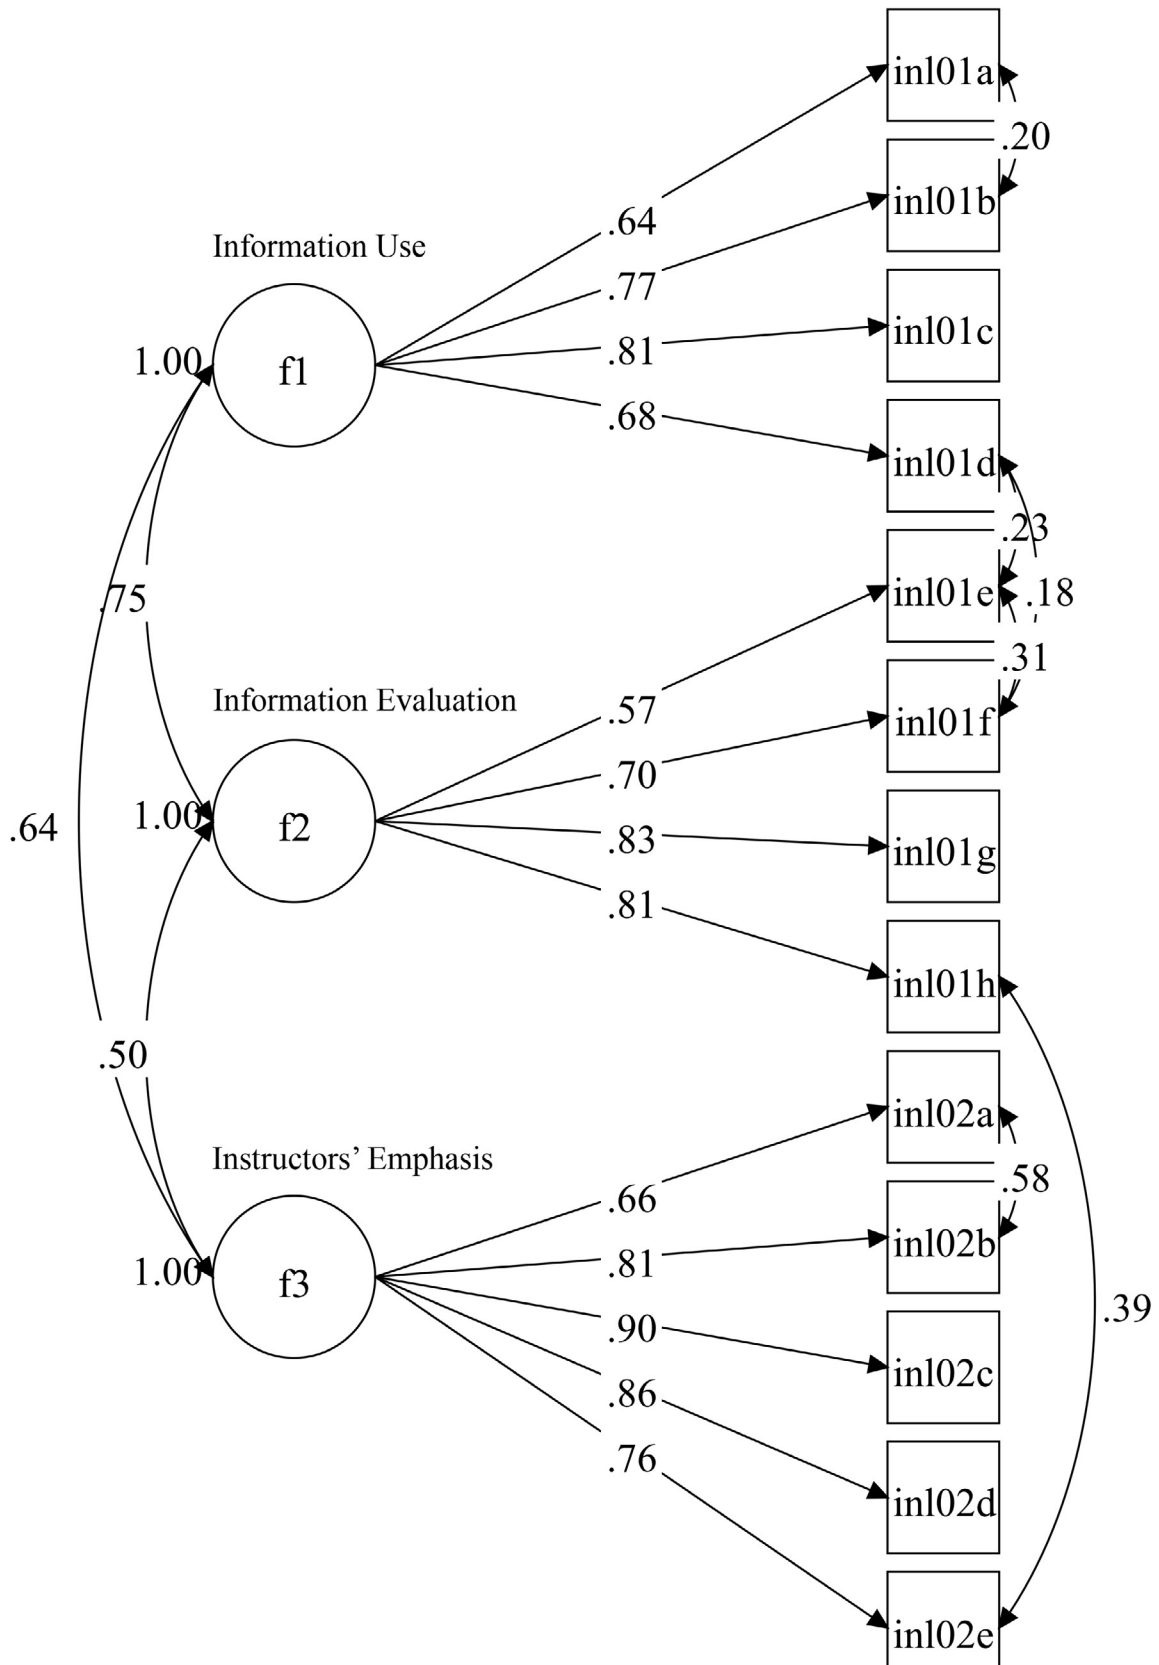 inl01a
.20
inl01b
.64
Information Use
.77
inl01c
.81
1.00
f1
.68
inl01d
.23
.75
inl01e
.18
.31
Information Evaluation
.57
inl01f
.70
1.00
f2
.64
.83
inl01g
.81
inl01h
.50
inl02a
Instructors’ Emphasis
.58
.66
inl02b
.81
1.00
f3
.39
.90
inl02c
.86
.76
inl02d
inl02e